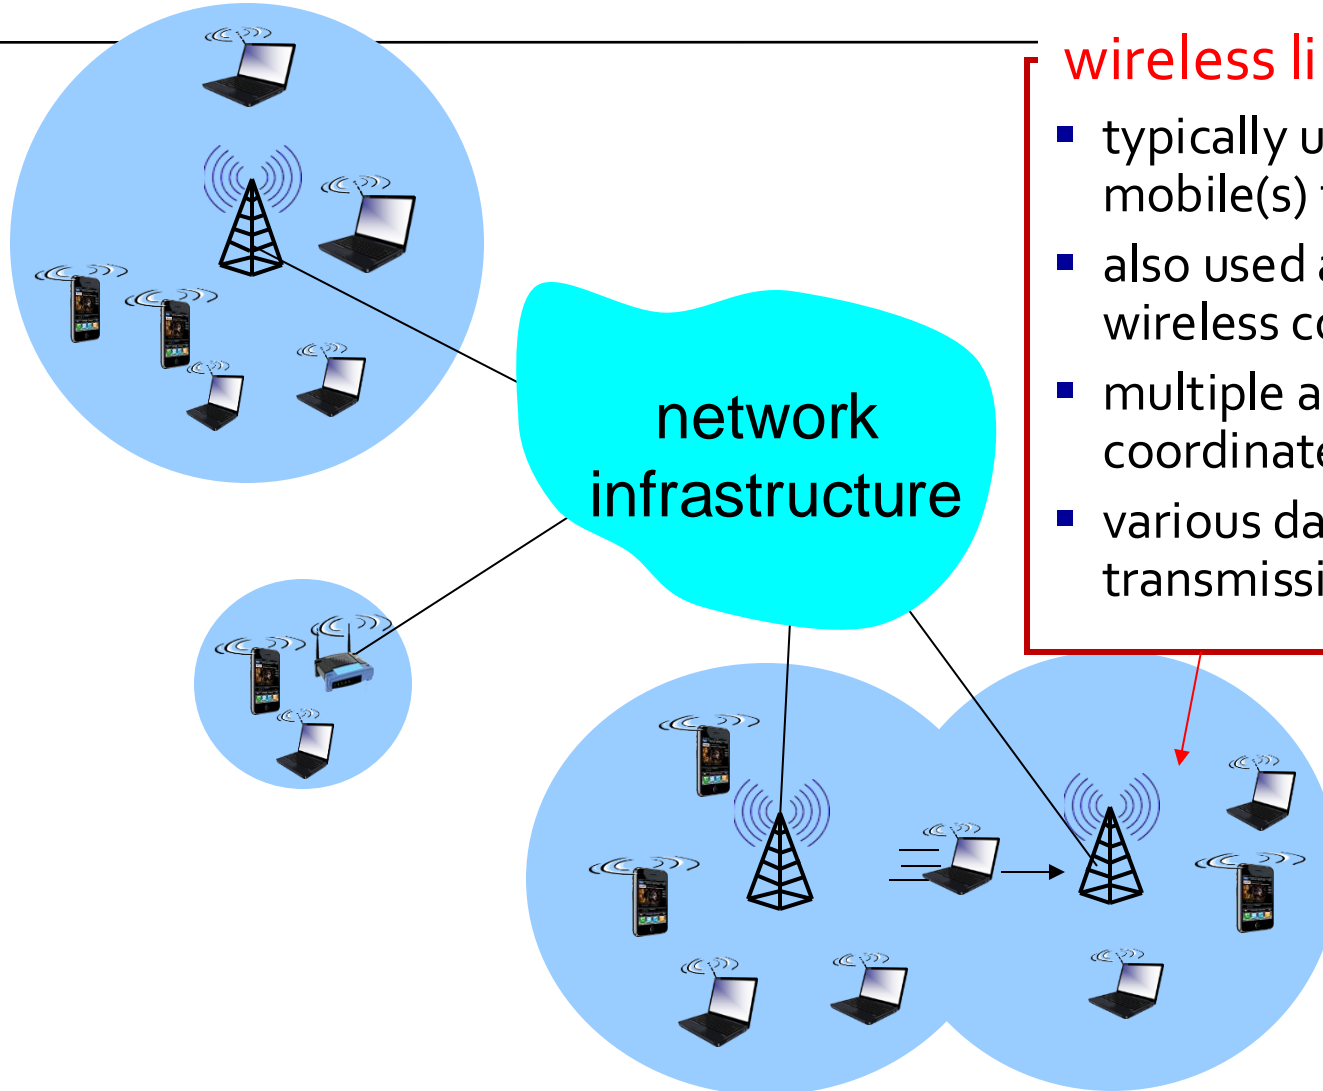 wireless li
typically u
mobile(s)
also used a
wireless co
multiple a
coordinate
various da
transmissi
network
infrastructure